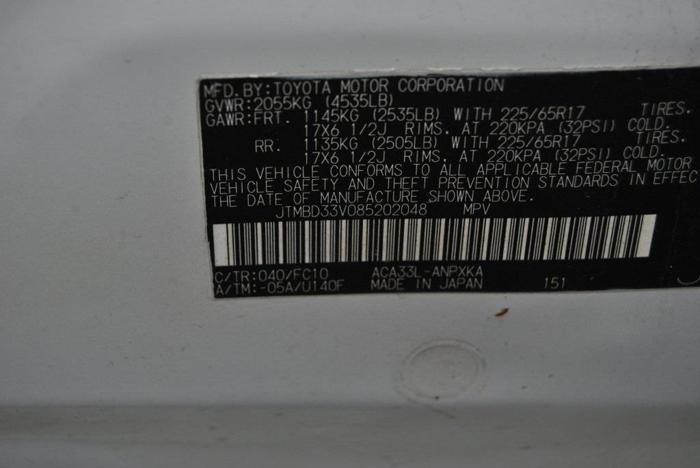 MFD.BY:TOYOTA MOTOR CORPORATION
GVWR:2055KG (4535LB)
GAWR:FRT. 1145KG (2535LB) WITH 225/65R17 TIRES.
17X6 1/2J RIMS. AT 220KPA (32PSI) COLD.
RR. 1135KG (2505LB) WITH 225/65R17 TIRES.
17X6 1/2J RIMS. AT 220KPA (32PSI) COLD.
THIS VEHICLE CONFORMS TO ALL APPLICABLE FEDERAL MOTOR
VEHICLE SAFETY AND THEFT PREVENTION STANDARDS IN EFFEC
THE DATE OF MANUFACTURE SHOWN ABOVE.
JTMBD33V085202048 MPV
C/TR:040/FC10 ACA33L-ANPXKA
A/TM:-05A/U140F MADE IN JAPAN 151